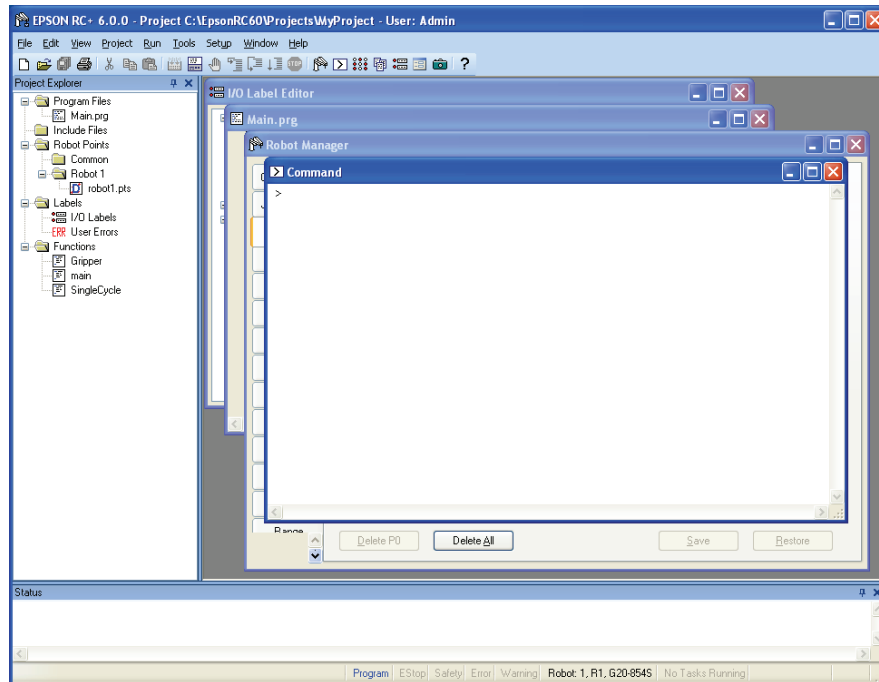 EPSON RC+ 6.0.0 - Project C:\EpsonRC60\Projects\MyProject - User: Admin
File Edit View Project Run Tools Setup Window Help
Project Explorer
Program Files
Main.prg
Include Files
Robot Points
Common
Robot 1
robot1.pts
Labels
I/O Labels
ERR User Errors
Functions
Gripper
main
SingleCycle
I/O Label Editor
Main.prg
Robot Manager
Command
>
Delete P0 Delete All Save Restore
Status
Program EStop Safety Error Warning Robot: 1, R1, G20-854S No Tasks Running